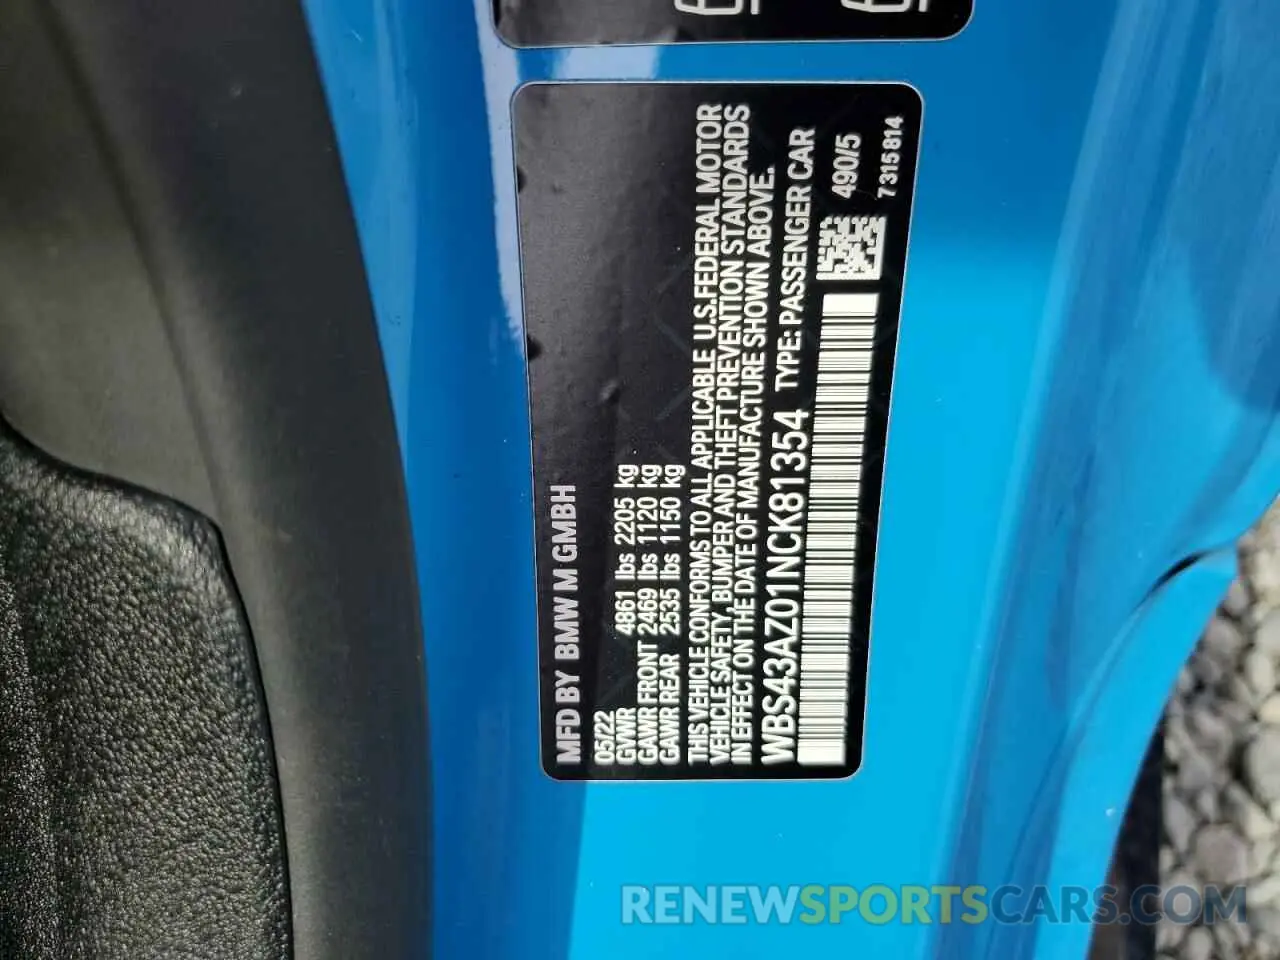 MFD BY BMW M GMBH
05/22
GVWR 4861 lbs 2205 kg
GAWR FRONT 2469 lbs 1120 kg
GAWR REAR 2535 lbs 1150 kg
THIS VEHICLE CONFORMS TO ALL APPLICABLE U.S.FEDERAL MOTOR
VEHICLE SAFETY, BUMPER AND THEFT PREVENTION STANDARDS
IN EFFECT ON THE DATE OF MANUFACTURE SHOWN ABOVE.
WBS43AZ01NCK81354 TYPE: PASSENGER CAR
490/5
7315814
RENEWSPORTSCARS.COM